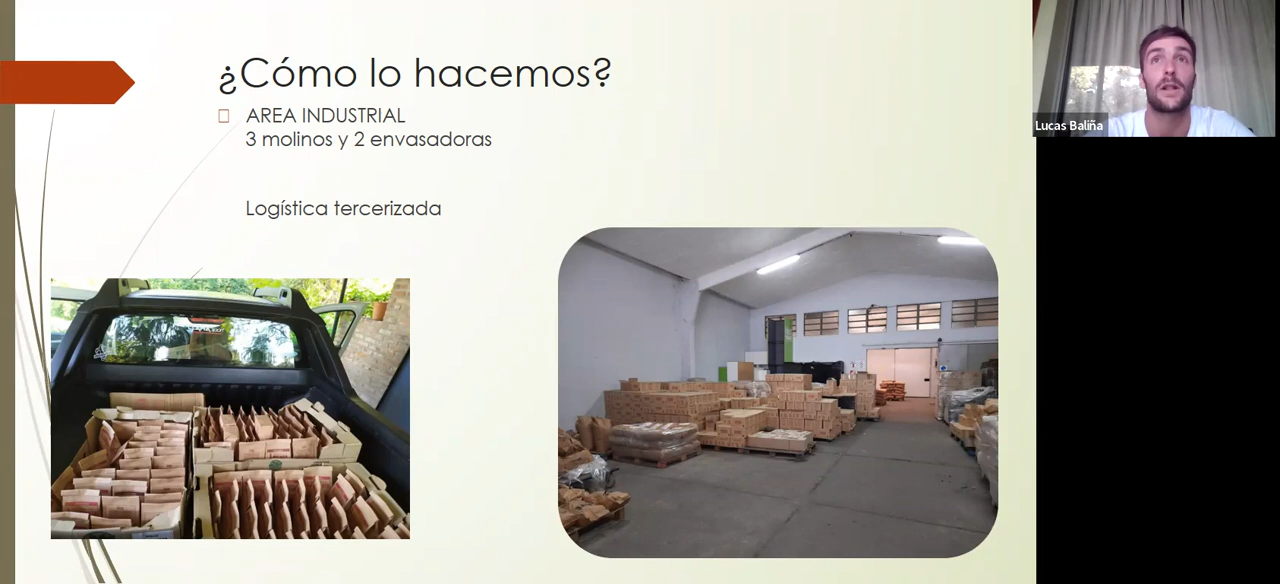 ¿Cómo lo hacemos?
AREA INDUSTRIAL
3 molinos y 2 envasadoras
Logística tercerizada
Lucas Baliña